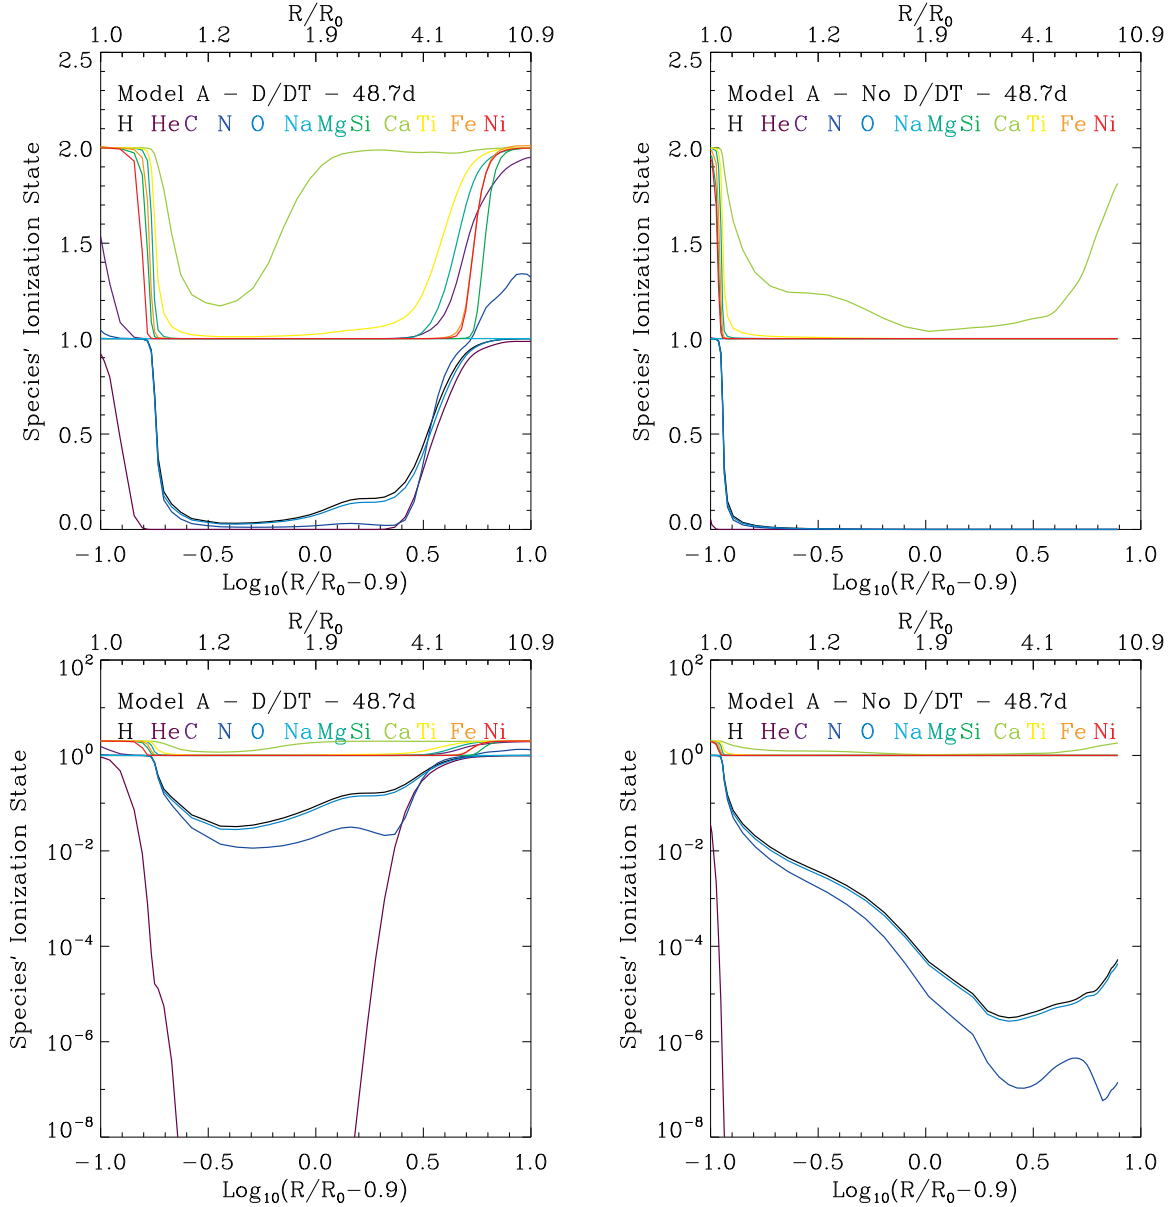 R/R₀
1.0 1.2 1.9 4.1 10.9
2.5
Model A − D/DT − 48.7d
H He C N O Na Mg Si Ca Ti Fe Ni
2.0
1.5
1.0
0.5
0.0
Species' Ionization State
−1.0 −0.5 0.0 0.5 1.0
Log₁₀(R/R₀−0.9)
R/R₀
1.0 1.2 1.9 4.1 10.9
2.5
Model A − No D/DT − 48.7d
H He C N O Na Mg Si Ca Ti Fe Ni
2.0
1.5
1.0
0.5
0.0
Species' Ionization State
−1.0 −0.5 0.0 0.5 1.0
Log₁₀(R/R₀−0.9)
R/R₀
1.0 1.2 1.9 4.1 10.9
10²
Model A − D/DT − 48.7d
H He C N O Na Mg Si Ca Ti Fe Ni
10⁰
10⁻²
10⁻⁴
10⁻⁶
10⁻⁸
Species' Ionization State
−1.0 −0.5 0.0 0.5 1.0
Log₁₀(R/R₀−0.9)
R/R₀
1.0 1.2 1.9 4.1 10.9
10²
Model A − No D/DT − 48.7d
H He C N O Na Mg Si Ca Ti Fe Ni
10⁰
10⁻²
10⁻⁴
10⁻⁶
10⁻⁸
Species' Ionization State
−1.0 −0.5 0.0 0.5 1.0
Log₁₀(R/R₀−0.9)